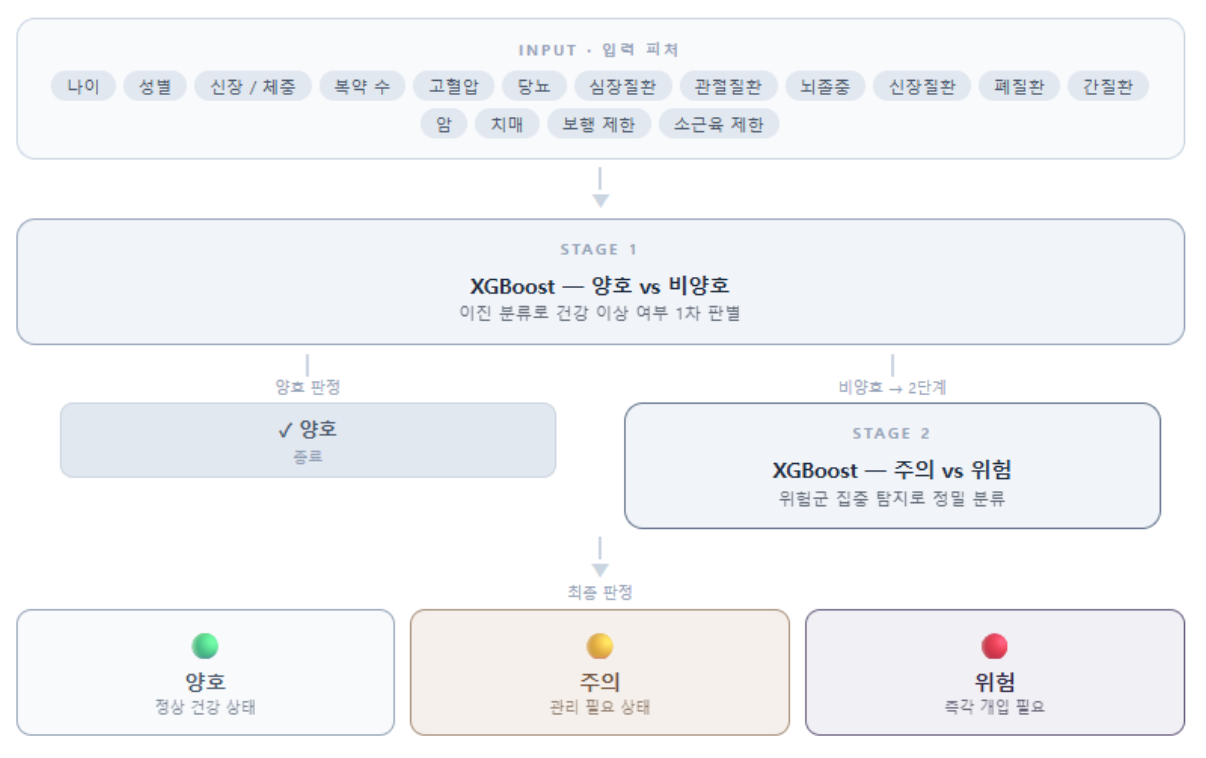 INPUT · 입력 피처
나이 성별 신장 / 체중 복약 수 고혈압 당뇨 심장질환 관절질환 뇌졸중 신장질환 폐질환 간질환
암 치매 보행 제한 소근육 제한
STAGE 1
XGBoost — 양호 vs 비양호
이진 분류로 건강 이상 여부 1차 판별
양호 판정
비양호 → 2단계
✓ 양호
종료
STAGE 2
XGBoost — 주의 vs 위험
위험군 집중 탐지로 정밀 분류
최종 판정
양호
정상 건강 상태
주의
관리 필요 상태
위험
즉각 개입 필요